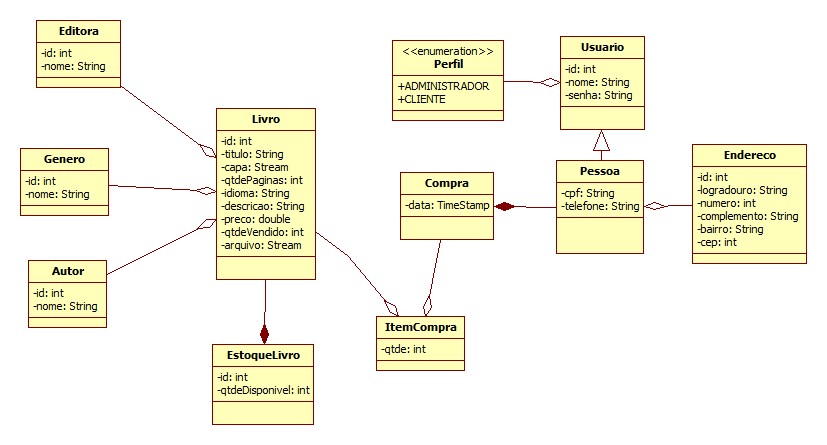 Editora
-id: int
-nome: String
Genero
-id: int
-nome: String
Autor
-id: int
-nome: String
Livro
-id: int
-titulo: String
-capa: Stream
-qtdePaginas: int
-idioma: String
-descricao: String
-preco: double
-qtdeVendido: int
-arquivo: Stream
EstoqueLivro
-id: int
-qtdeDisponivel: int
<<enumeration>>
Perfil
+ADMINISTRADOR
+CLIENTE
Usuario
-id: int
-nome: String
-senha: String
Compra
-data: TimeStamp
Pessoa
-cpf: String
-telefone: String
Endereco
-id: int
-logradouro: String
-numero: int
-complemento: String
-bairro: String
-cep: int
ItemCompra
-qtde: int